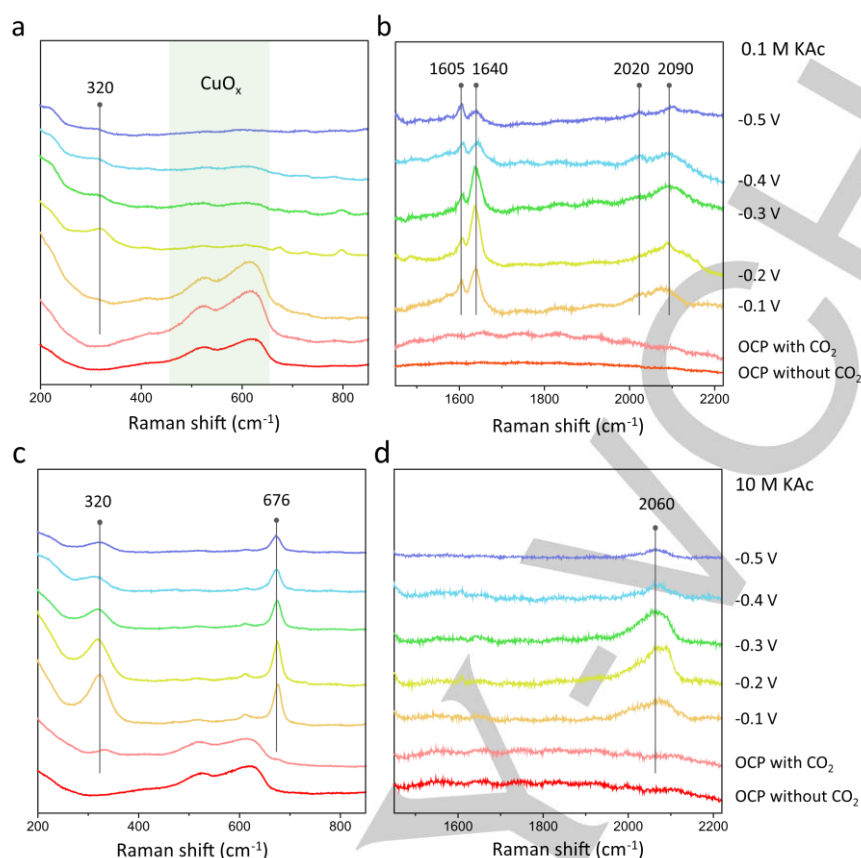 a
320
CuOₓ
200
400
600
800
Raman shift (cm⁻¹)
b
1605
1640
2020
2090
0.1 M KAc
-0.5 V
-0.4 V
-0.3 V
-0.2 V
-0.1 V
OCP with CO₂
OCP without CO₂
1600
1800
2000
2200
Raman shift (cm⁻¹)
c
320
676
200
400
600
800
Raman shift (cm⁻¹)
d
2060
10 M KAc
-0.5 V
-0.4 V
-0.3 V
-0.2 V
-0.1 V
OCP with CO₂
OCP without CO₂
1600
1800
2000
2200
Raman shift (cm⁻¹)
Y-VCH